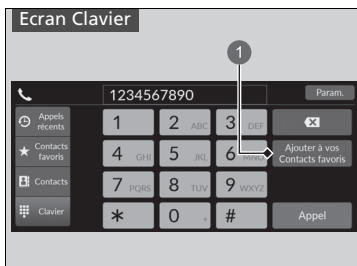 Ecran Clavier
1
1234567890
Param.
Appels
récents
1
2 ABC
3 DEF
Contacts
favoris
4 GHI
5 JKL
6 MNO
Ajouter à vos
Contacts favoris
Contacts
7 PQRS
8 TUV
9 WXYZ
Clavier
*
0 +
#
Appel